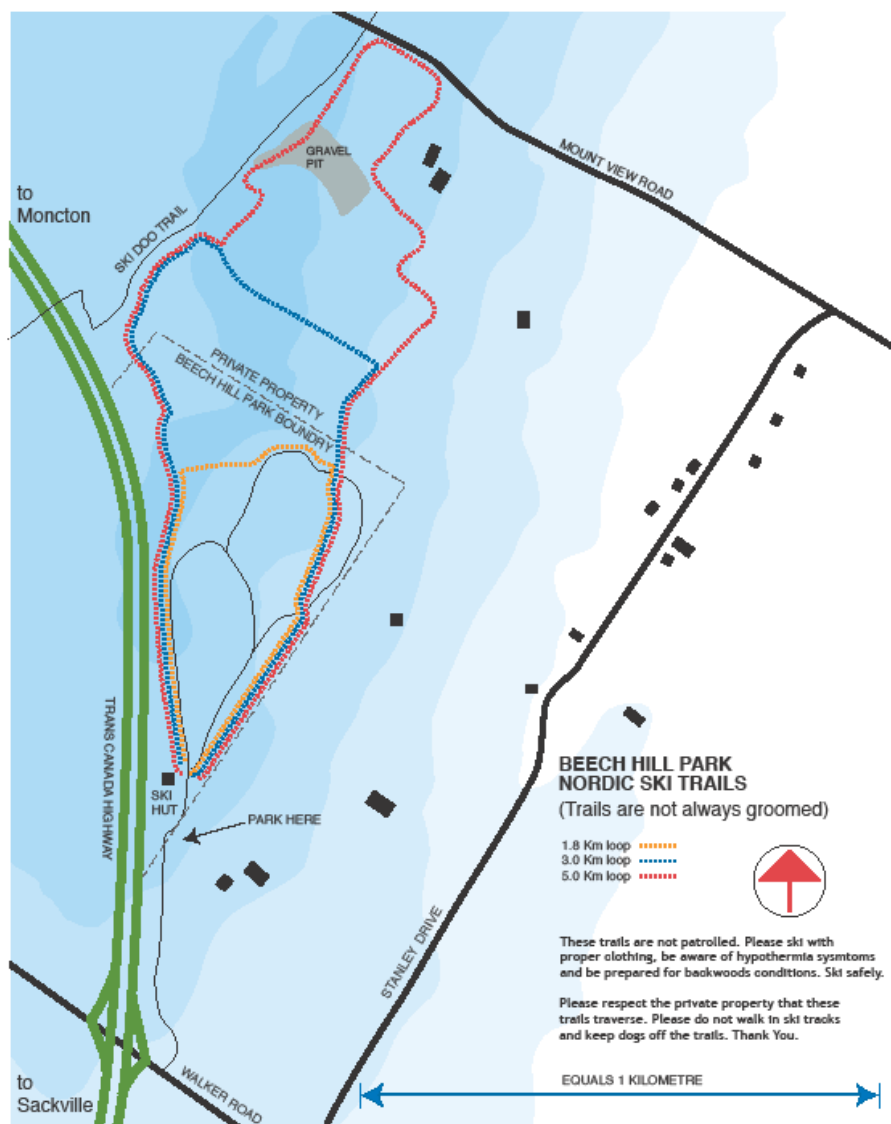 to
Moncton
SKI DOO TRAIL
GRAVEL
PIT
MOUNT VIEW ROAD
PRIVATE PROPERTY
BEECH HILL PARK BOUNDRY
TRANS CANADA HIGHWAY
SKI
HUT
PARK HERE
STANLEY DRIVE
WALKER ROAD
to
Sackville
BEECH HILL PARK
NORDIC SKI TRAILS
(Trails are not always groomed)
1.8 Km loop
3.0 Km loop
5.0 Km loop
These trails are not patrolled. Please ski with
proper clothing, be aware of hypothermia sysmtoms
and be prepared for backwoods conditions. Ski safely.
Please respect the private property that these
trails traverse. Please do not walk in ski tracks
and keep dogs off the trails. Thank You.
EQUALS 1 KILOMETRE